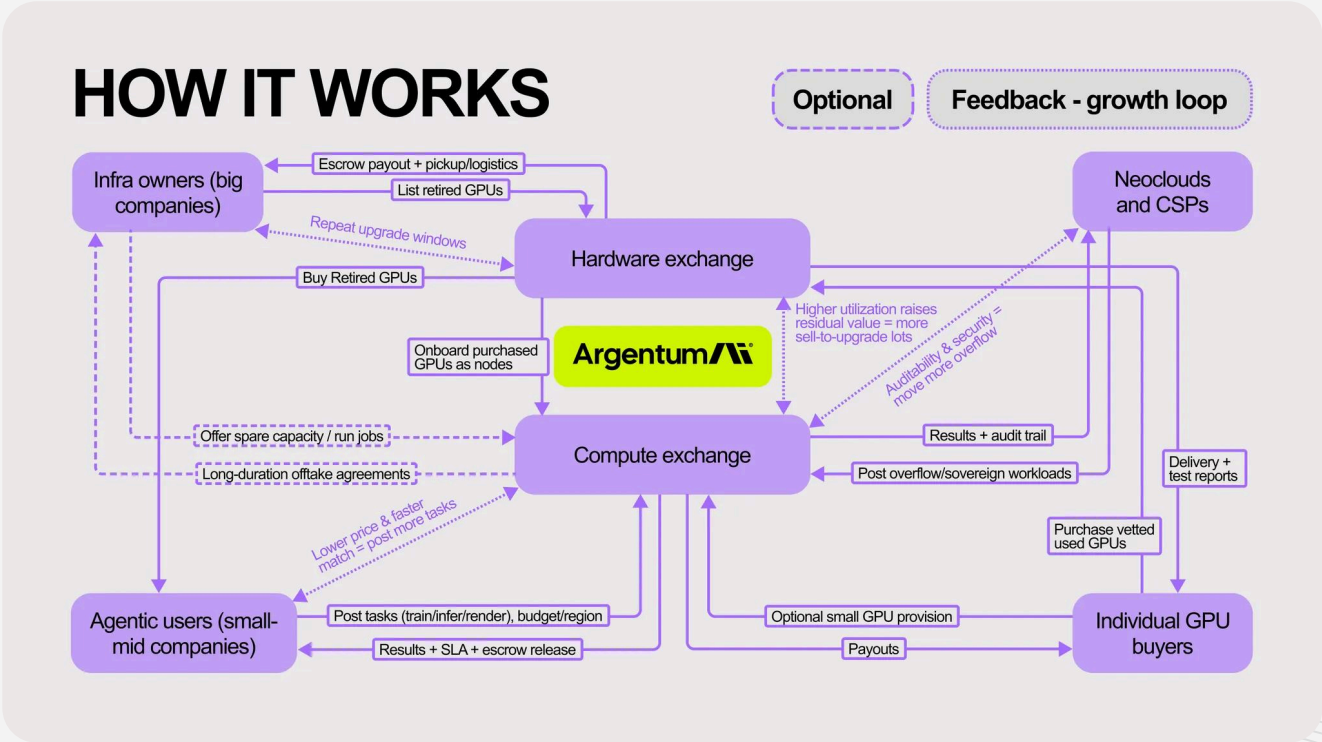 HOW IT WORKS
Optional
Feedback - growth loop
Infra owners (big
companies)
Escrow payout + pickup/logistics
List retired GPUs
Neoclouds
and CSPs
Repeat upgrade windows
Hardware exchange
Buy Retired GPUs
Higher utilization raises
residual value = more
sell-to-upgrade lots
Auditability & security =
move more overflow
Onboard purchased
GPUs as nodes
ArgentumAI
Offer spare capacity / run jobs
Results + audit trail
Compute exchange
Long-duration offtake agreements
Post overflow/sovereign workloads
Delivery +
test reports
Lower price & faster
match = post more tasks
Purchase vetted
used GPUs
Agentic users (small-
mid companies)
Post tasks (train/infer/render), budget/region
Results + SLA + escrow release
Optional small GPU provision
Payouts
Individual GPU
buyers